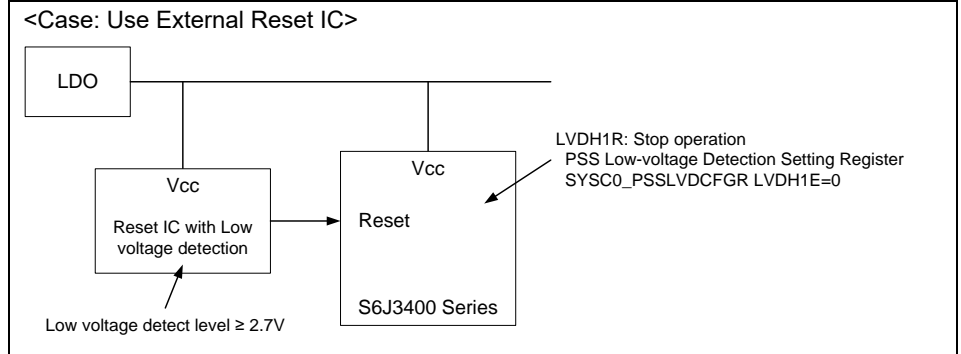 <Case: Use External Reset IC>
LDO
LVDH1R: Stop operation
PSS Low-voltage Detection Setting Register
SYSC0_PSSLVDCFGR LVDH1E=0
Vcc
Vcc
Reset IC with Low
voltage detection
Reset
S6J3400 Series
Low voltage detect level ≥ 2.7V